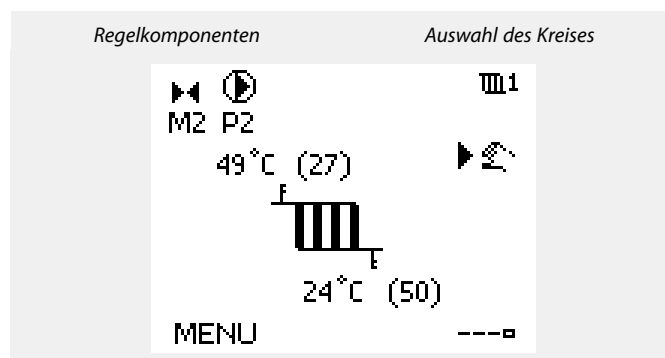 Regelkomponenten Auswahl des Kreises
1
M2 P2
49°C (27)
24°C (50)
MENU ---